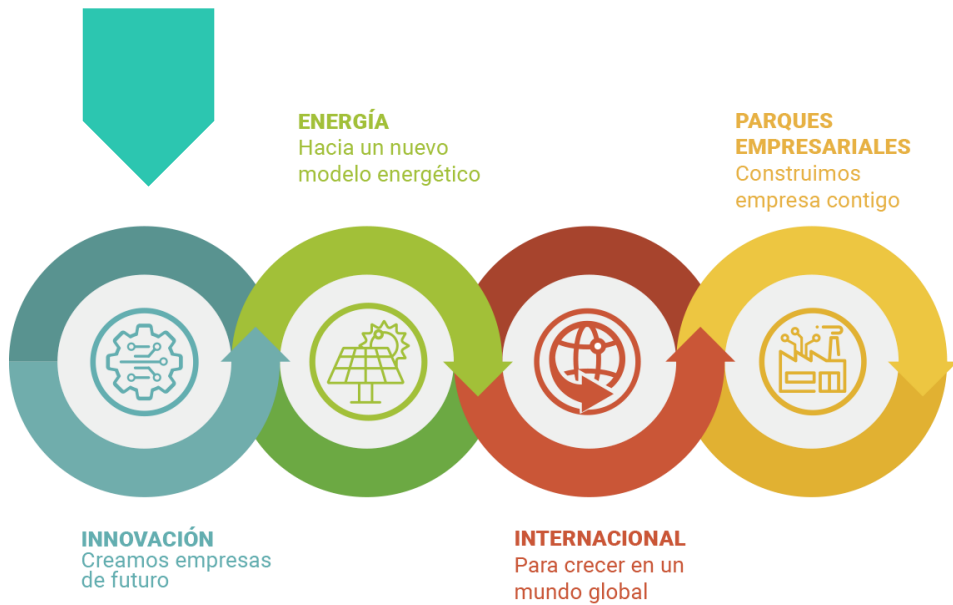 ENERGÍA
Hacia un nuevo
modelo energético
PARQUES
EMPRESARIALES
Construimos
empresa contigo
INNOVACIÓN
Creamos empresas
de futuro
INTERNACIONAL
Para crecer en un
mundo global